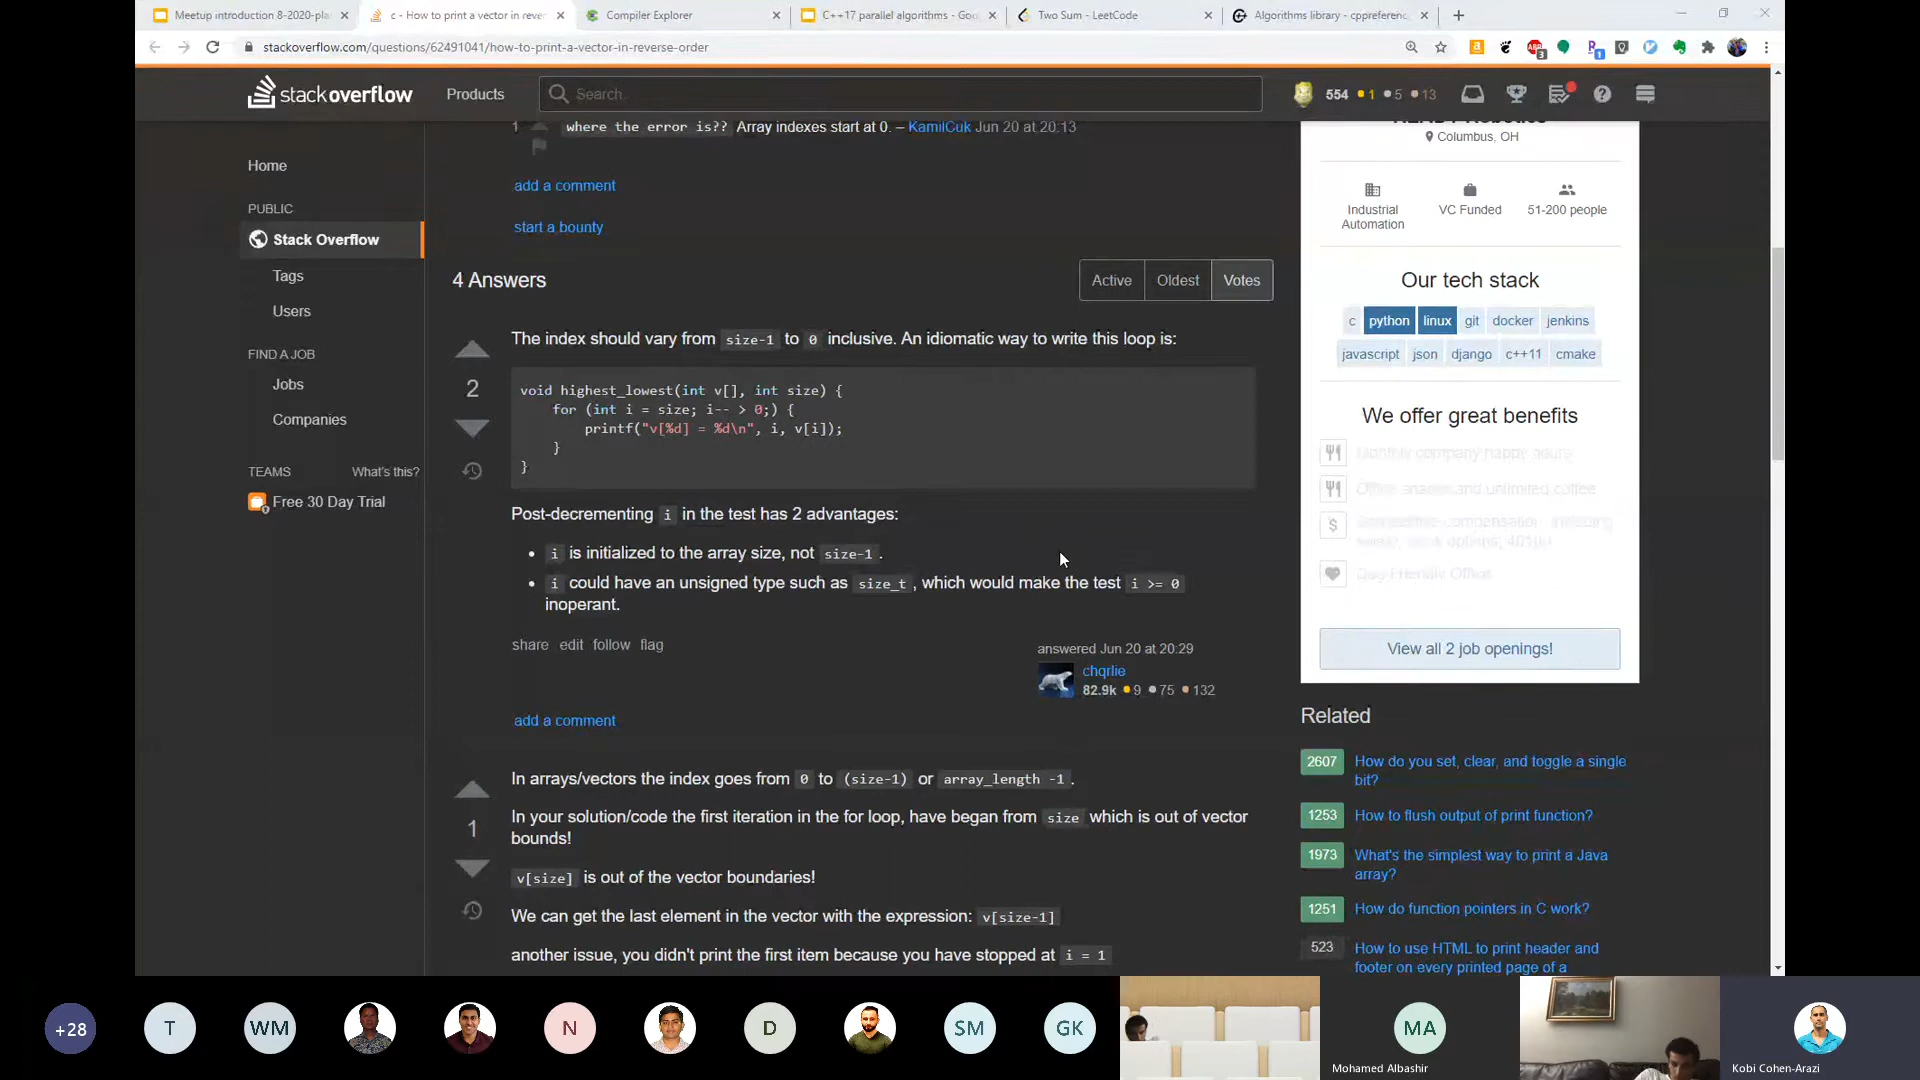 Meetup introduction 8-2020-pla
c - How to print a vector in rever
Compiler Explorer
C++17 parallel algorithms - Goo
Two Sum - LeetCode
Algorithms library - cppreferenc
stackoverflow.com/questions/62491041/how-to-print-a-vector-in-reverse-order
stackoverflow
Products
Search...
554 1 5 13
1 where the error is?? Array indexes start at 0. – KamilCuk Jun 20 at 20:13
add a comment
start a bounty
Home
PUBLIC
Stack Overflow
Tags
Users
FIND A JOB
Jobs
Companies
TEAMS What's this?
Free 30 Day Trial
4 Answers
Active Oldest Votes
2
The index should vary from size-1 to 0 inclusive. An idiomatic way to write this loop is:
void highest_lowest(int v[], int size) {
for (int i = size; i-- > 0;) {
printf("v[%d] = %d\n", i, v[i]);
}
}
Post-decrementing i in the test has 2 advantages:
• i is initialized to the array size, not size-1 .
• i could have an unsigned type such as size_t , which would make the test i >= 0
inoperant.
share edit follow flag
answered Jun 20 at 20:29
chqrlie
82.9k 9 75 132
add a comment
1
In arrays/vectors the index goes from 0 to (size-1) or array_length -1 .
In your solution/code the first iteration in the for loop, have began from size which is out of vector
bounds!
v[size] is out of the vector boundaries!
We can get the last element in the vector with the expression: v[size-1]
another issue, you didn't print the first item because you have stopped at i = 1
Columbus, OH
Industrial
Automation
VC Funded
51-200 people
Our tech stack
c python linux git docker jenkins
javascript json django c++11 cmake
We offer great benefits
Monthly company happy hours
Office snacks and unlimited coffee
Dog Friendly Office
View all 2 job openings!
Related
2607 How do you set, clear, and toggle a single
bit?
1253 How to flush output of print function?
1973 What's the simplest way to print a Java
array?
1251 How do function pointers in C work?
523 How to use HTML to print header and
footer on every printed page of a
+28
T
WM
N
D
SM
GK
MA
Mohamed Albashir
Kobi Cohen-Arazi